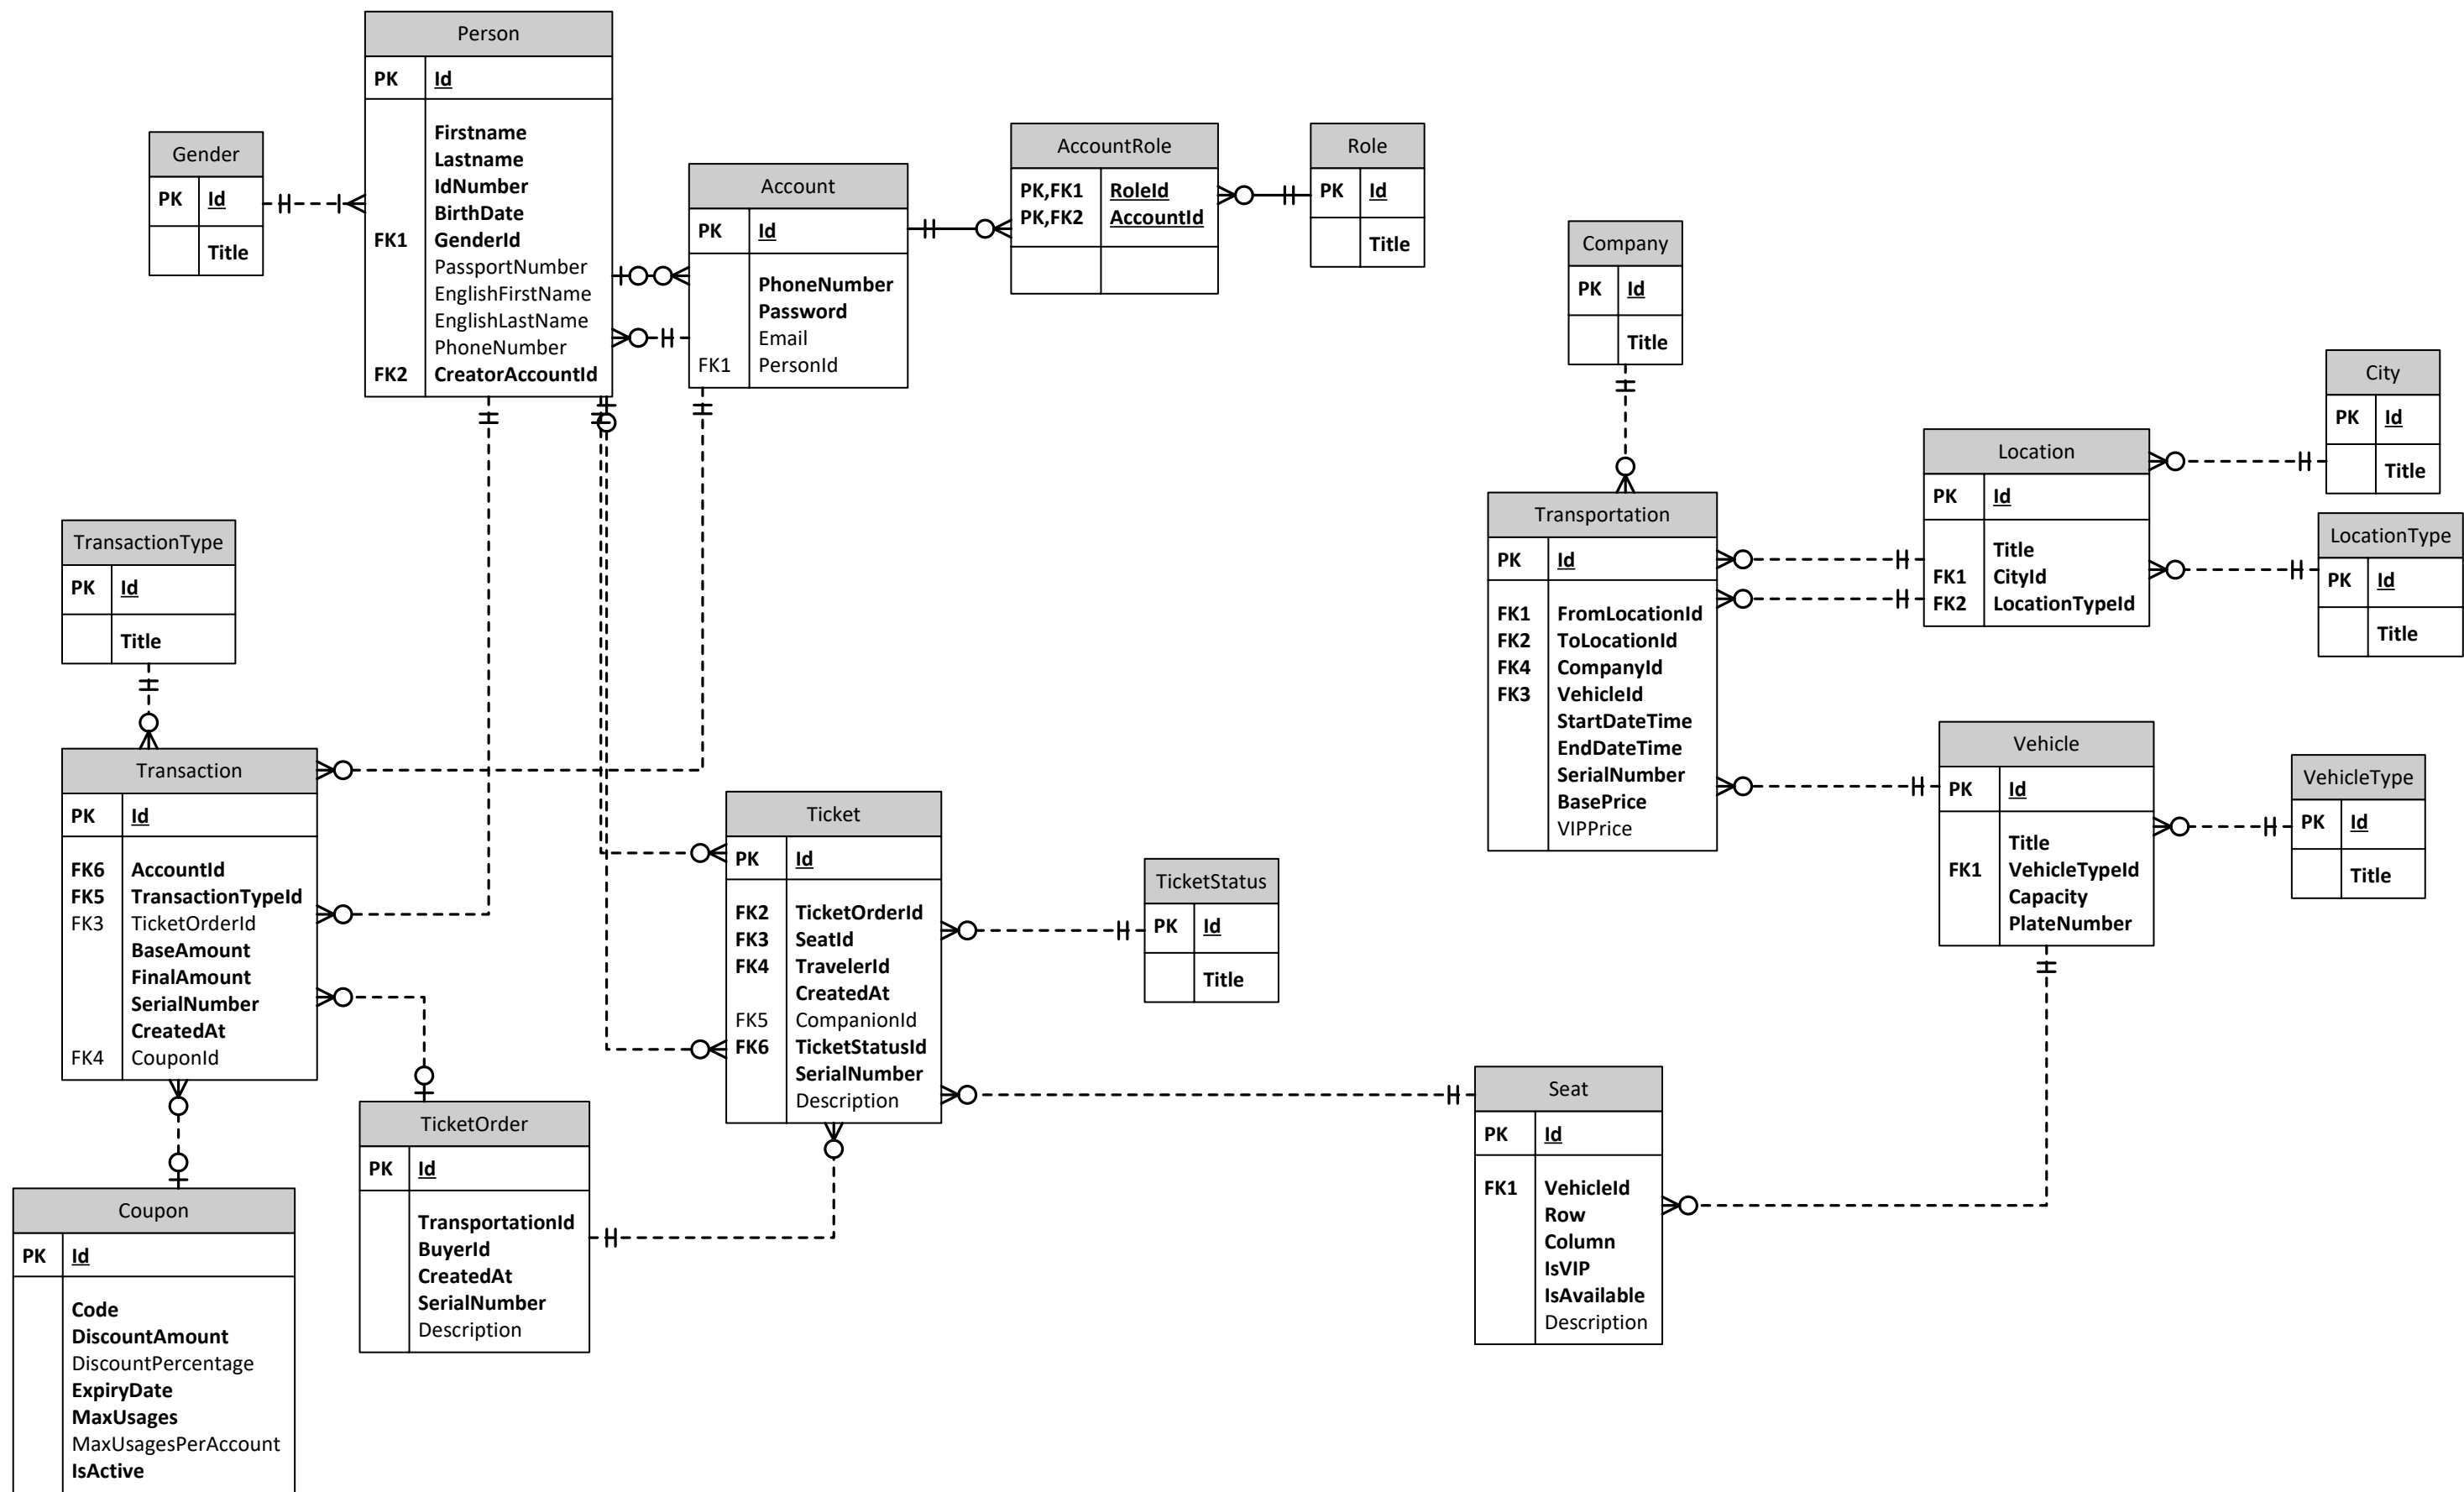 Person
PK Id
Firstname
Lastname
IdNumber
BirthDate
FK1 GenderId
PassportNumber
EnglishFirstName
EnglishLastName
PhoneNumber
FK2 CreatorAccountId
Gender
PK Id
Title
Account
PK Id
PhoneNumber
Password
Email
FK1 PersonId
AccountRole
PK,FK1 RoleId
PK,FK2 AccountId
Role
PK Id
Title
Company
PK Id
Title
City
PK Id
Title
Location
PK Id
Title
FK1 CityId
FK2 LocationTypeId
LocationType
PK Id
Title
Transportation
PK Id
FK1 FromLocationId
FK2 ToLocationId
FK4 CompanyId
FK3 VehicleId
StartDateTime
EndDateTime
SerialNumber
BasePrice
VIPPrice
TransactionType
PK Id
Title
Transaction
PK Id
FK6 AccountId
FK5 TransactionTypeId
FK3 TicketOrderId
BaseAmount
FinalAmount
SerialNumber
CreatedAt
FK4 CouponId
Ticket
PK Id
FK2 TicketOrderId
FK3 SeatId
FK4 TravelerId
CreatedAt
FK5 CompanionId
FK6 TicketStatusId
SerialNumber
Description
TicketStatus
PK Id
Title
Vehicle
PK Id
Title
FK1 VehicleTypeId
Capacity
PlateNumber
VehicleType
PK Id
Title
Seat
PK Id
FK1 VehicleId
Row
Column
IsVIP
IsAvailable
Description
TicketOrder
PK Id
TransportationId
BuyerId
CreatedAt
SerialNumber
Description
Coupon
PK Id
Code
DiscountAmount
DiscountPercentage
ExpiryDate
MaxUsages
MaxUsagesPerAccount
IsActive